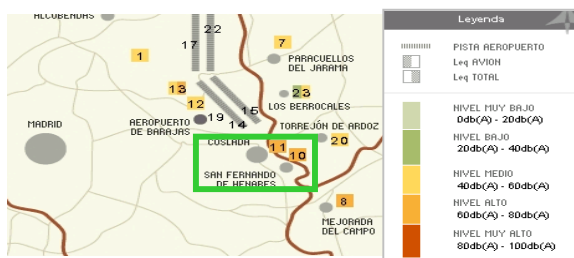 ALCOBENDAS
22
17
1
7
PARACUELLOS
DEL JARAMA
13
12
23
LOS BERROCALES
15
19
14
AEROPUERTO
DE BARAJAS
MADRID
TORREJÓN DE ARDOZ
20
COSLADA
11
10
SAN FERNANDO
DE HENARES
8
MEJORADA
DEL CAMPO
Leyenda
PISTA AEROPUERTO
Leq AVION
Leq TOTAL
NIVEL MUY BAJO
0db(A) - 20db(A)
NIVEL BAJO
20db(A) - 40db(A)
NIVEL MEDIO
40db(A) - 60db(A)
NIVEL ALTO
60db(A) - 80db(A)
NIVEL MUY ALTO
80db(A) - 100db(A)